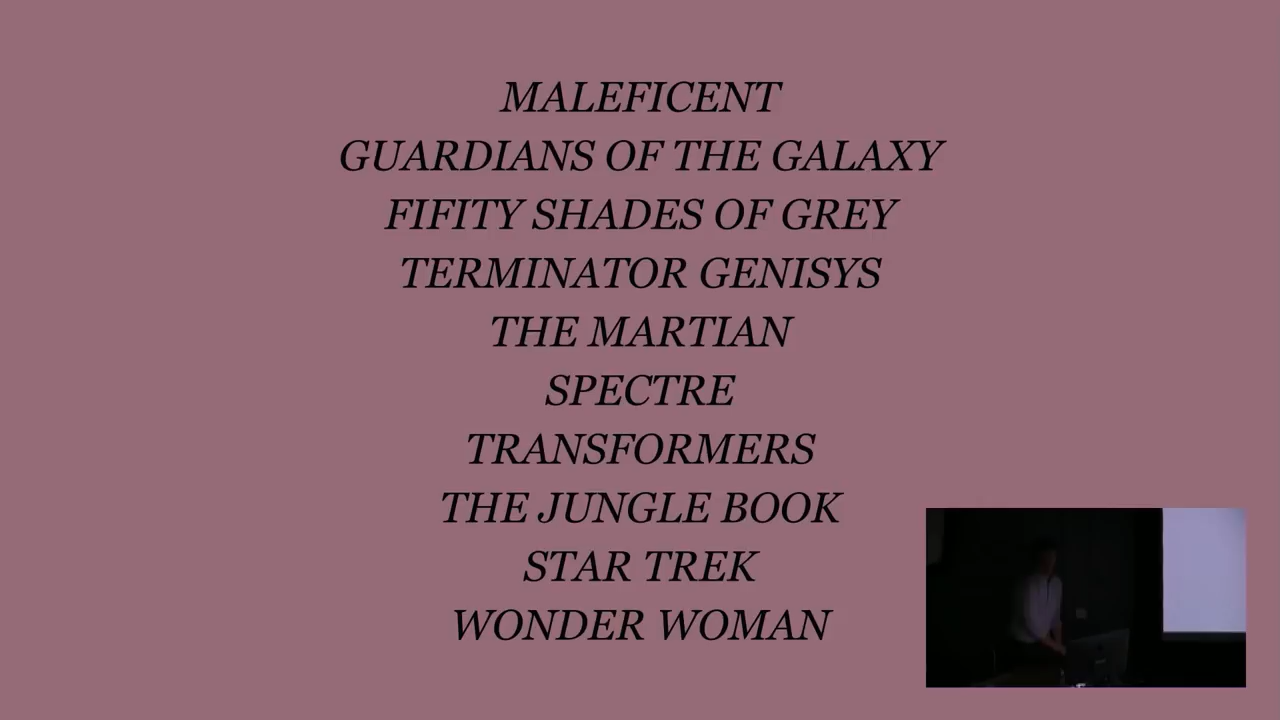 MALEFICENT
GUARDIANS OF THE GALAXY
FIFITY SHADES OF GREY
TERMINATOR GENISYS
THE MARTIAN
SPECTRE
TRANSFORMERS
THE JUNGLE BOOK
STAR TREK
WONDER WOMAN